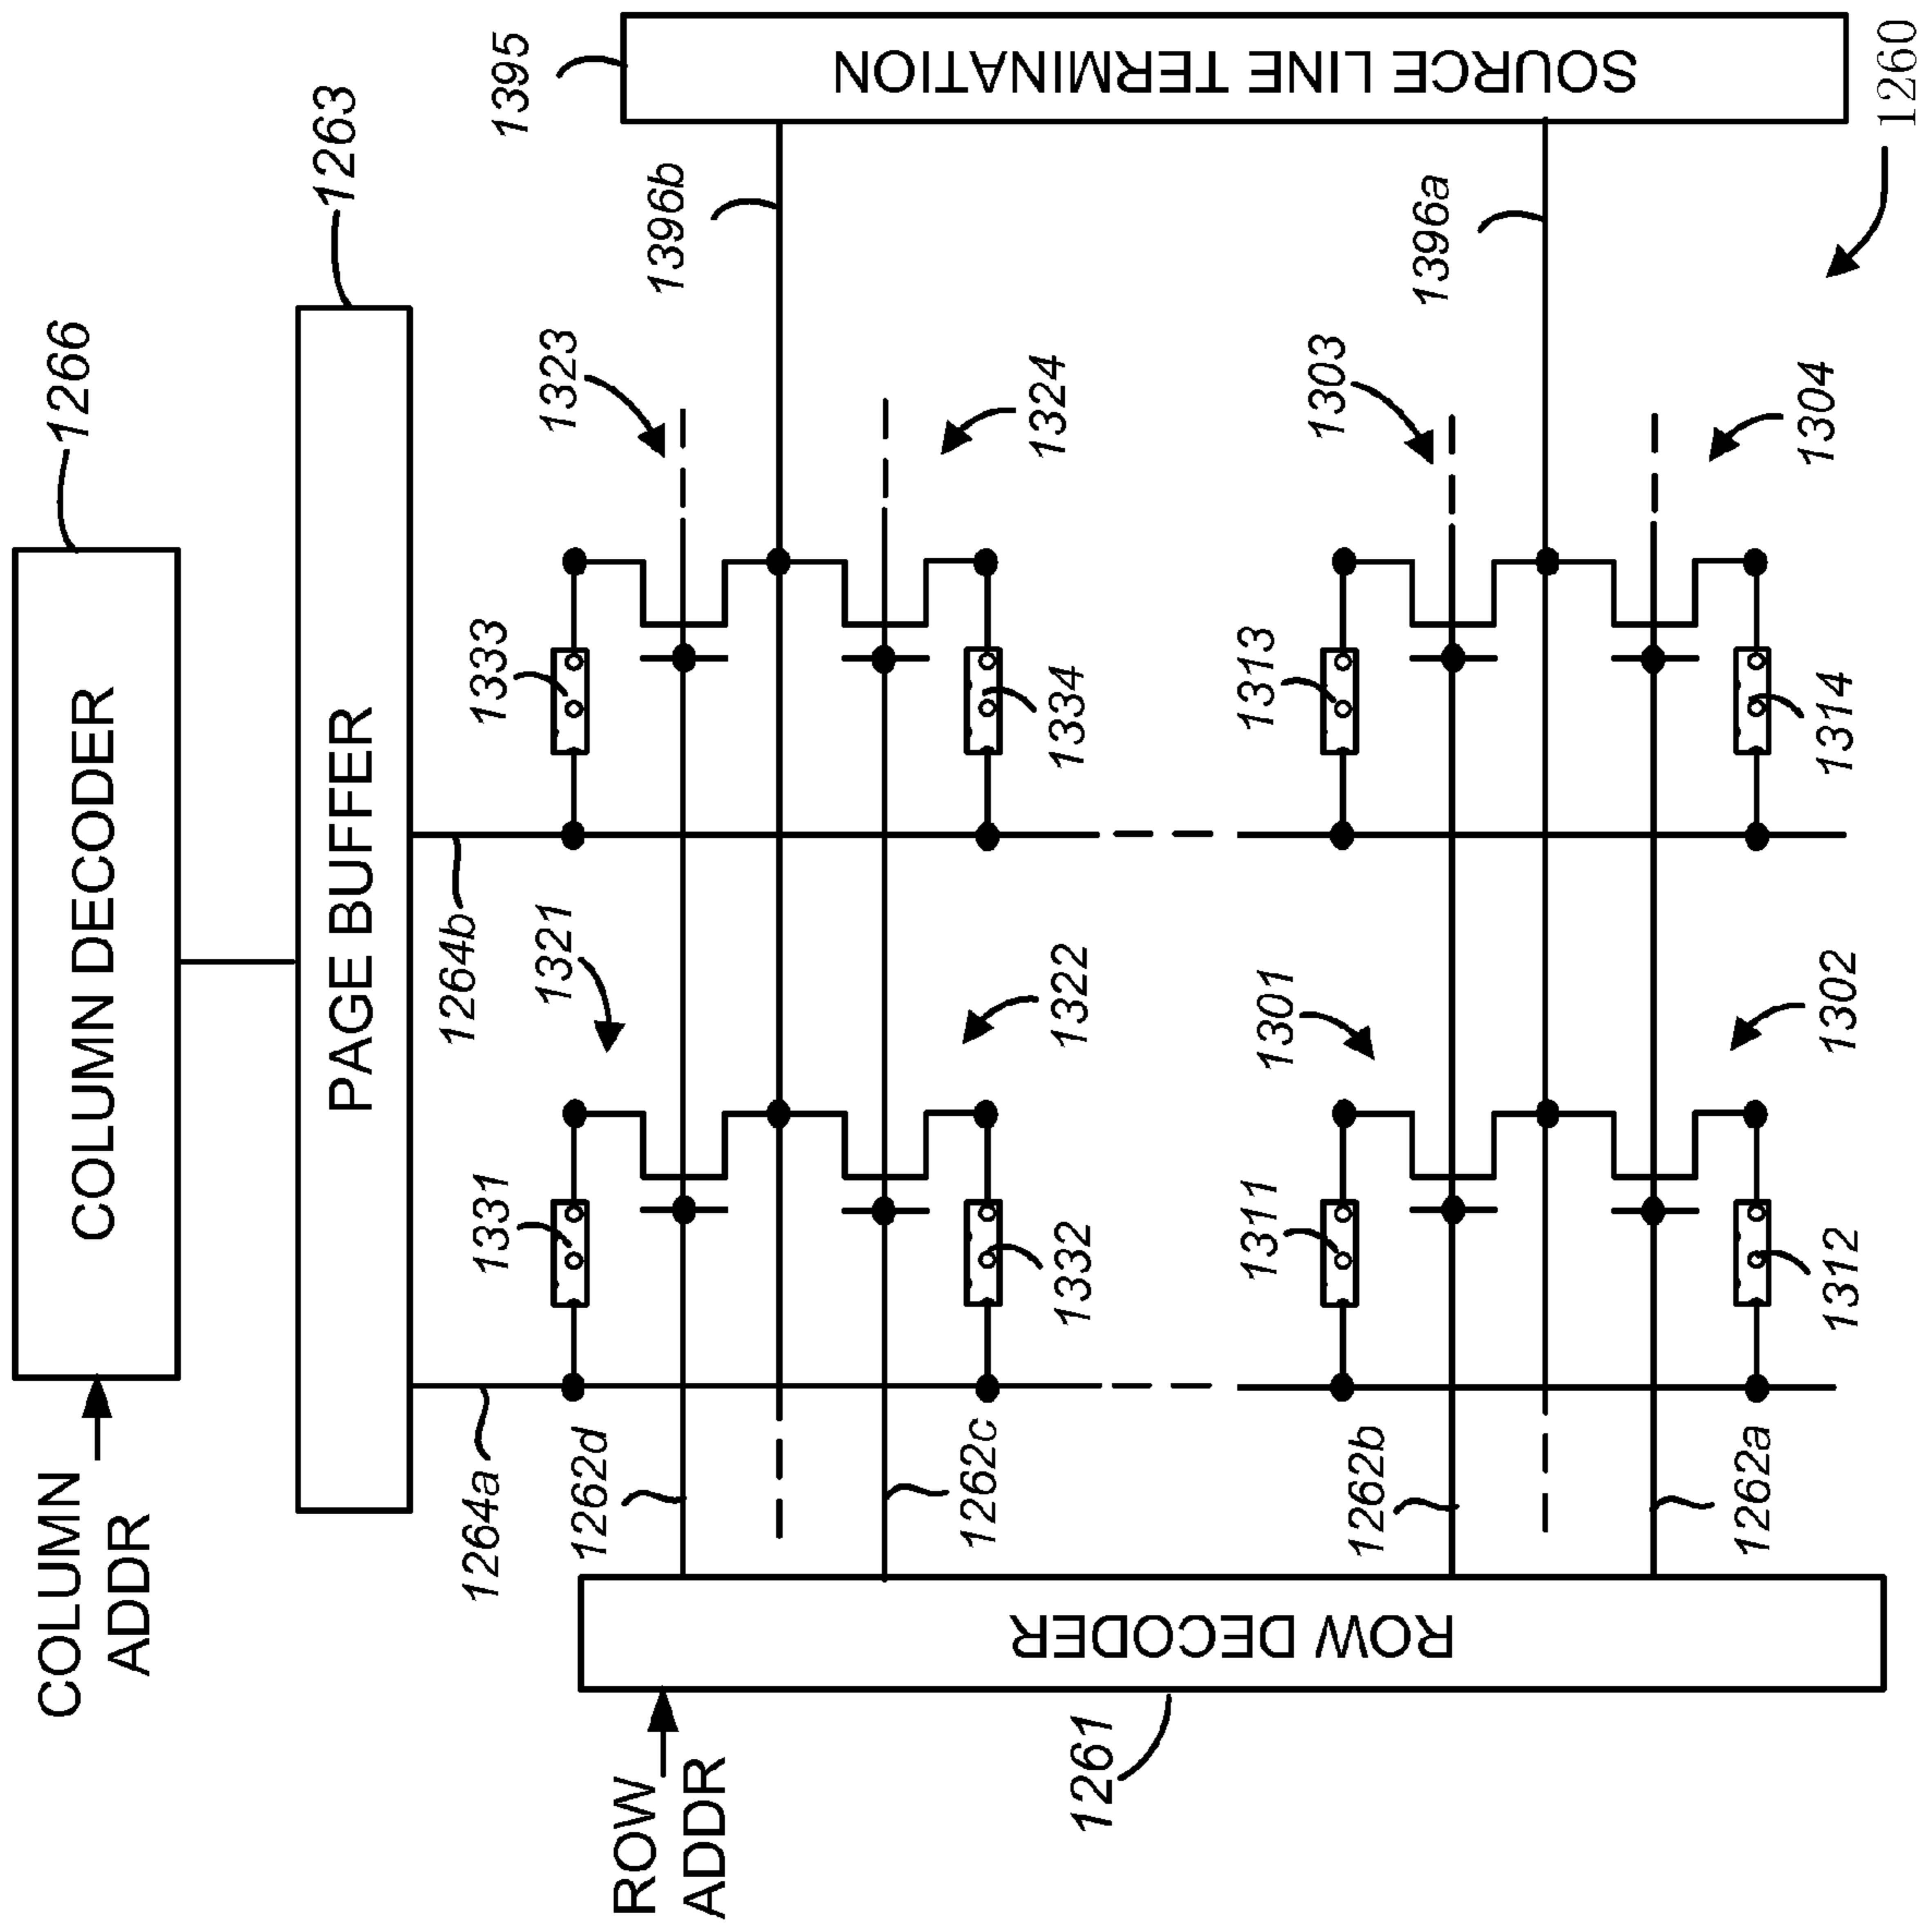 COLUMN DECODER
1266
COLUMN
ADDR
PAGE BUFFER
1263
1264a
1264b
ROW
ADDR
ROW DECODER
1261
SOURCE LINE TERMINATION
1395
1396b
1396a
1262d
1262c
1262b
1262a
1331
1321
1333
1323
1332
1322
1334
1324
1311
1301
1313
1303
1312
1302
1314
1304
1260